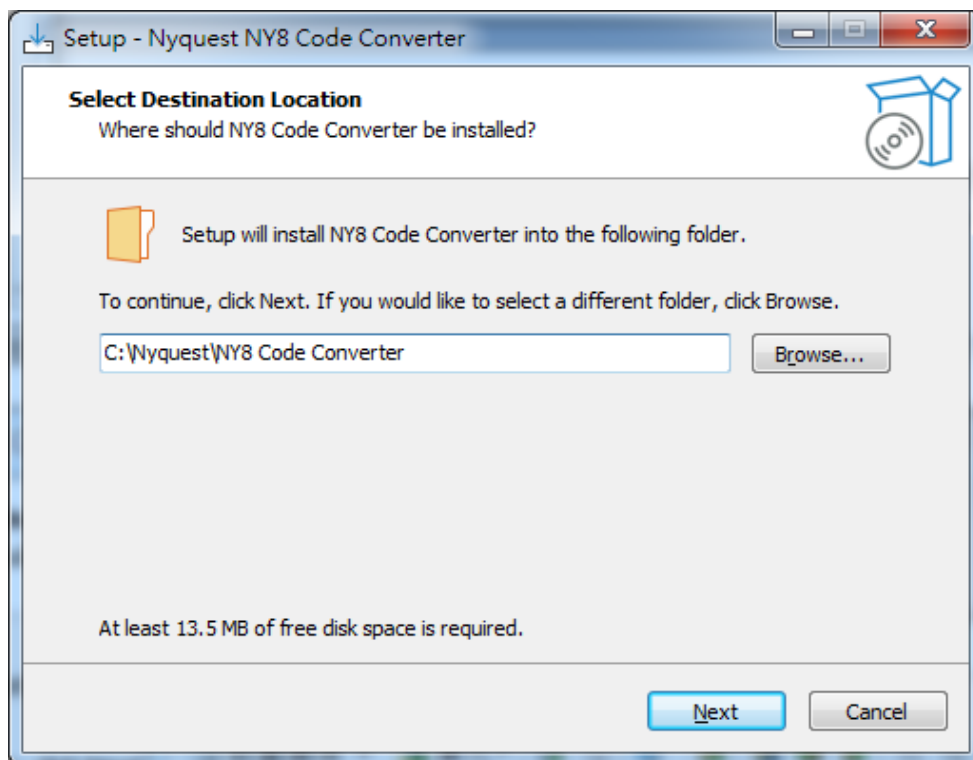 Setup - Nyquest NY8 Code Converter
Select Destination Location
Where should NY8 Code Converter be installed?
Setup will install NY8 Code Converter into the following folder.
To continue, click Next. If you would like to select a different folder, click Browse.
C:\Nyquest\NY8 Code Converter
Browse...
At least 13.5 MB of free disk space is required.
Next
Cancel